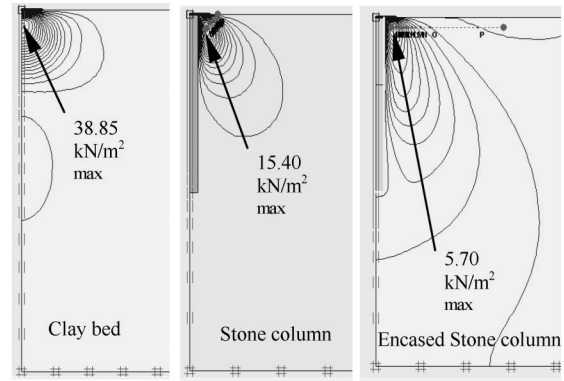 38.85
kN/m²
max
Clay bed
15.40
kN/m²
max
Stone column
P
5.70
kN/m²
max
Encased Stone column